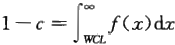 1 − c = ∫_{WCL}^{∞} f(x)dx